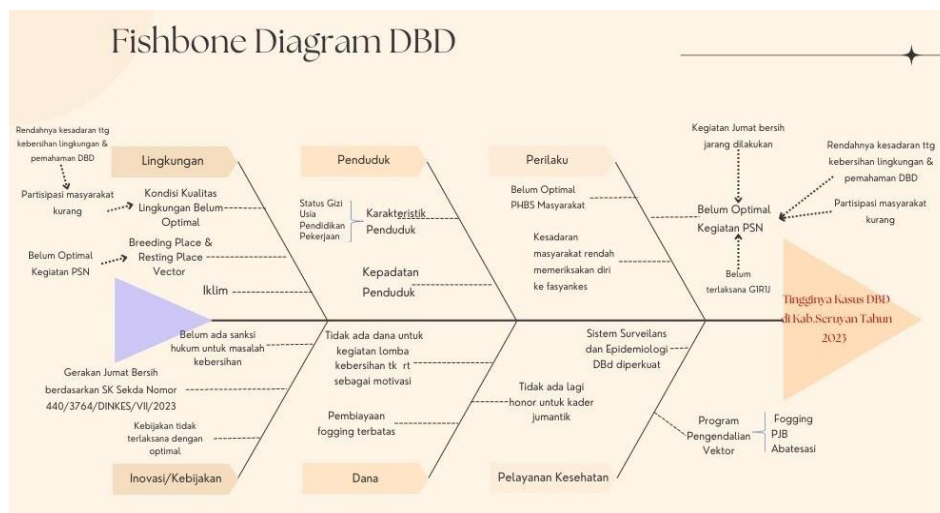 Fishbone Diagram DBD
Rendahnya kesadaran ttg
kebersihan lingkungan &
pemahaman DBD
Partisipasi masyarakat
kurang
Belum Optimal
Kegiatan PSN
Lingkungan
Kondisi Kualitas
Lingkungan Belum
Optimal
Breeding Place &
Resting Place
Vector
Iklim
Penduduk
Status Gizi
Usia
Pendidikan
Pekerjaan
Karakteristik
Penduduk
Kepadatan
Penduduk
Perilaku
Belum Optimal
PHBS Masyarakat
Kesadaran
masyarakat rendah
memeriksakan diri
ke fasyankes
Kegiatan Jumat bersih
jarang dilakukan
Rendahnya kesadaran ttg
kebersihan lingkungan &
pemahaman DBD
Partisipasi masyarakat
kurang
Belum Optimal
Kegiatan PSN
Belum
terlaksana G1R1J
Tingginya Kasus DBD
di Kab.Seruyan Tahun
2023
Belum ada sanksi
hukum untuk masalah
kebersihan
Gerakan Jumat Bersih
berdasarkan SK Sekda Nomor
440/3764/DINKES/VII/2023
Kebijakan tidak
terlaksana dengan
optimal
Inovasi/Kebijakan
Tidak ada dana untuk
kegiatan lomba
kebersihan tk rt
sebagai motivasi
Pembiayaan
fogging terbatas
Tidak ada lagi
honor untuk kader
jumantik
Dana
Sistem Surveilans
dan Epidemiologi
DBd diperkuat
Program
Pengendalian
Vektor
Fogging
PJB
Abatesasi
Pelayanan Kesehatan